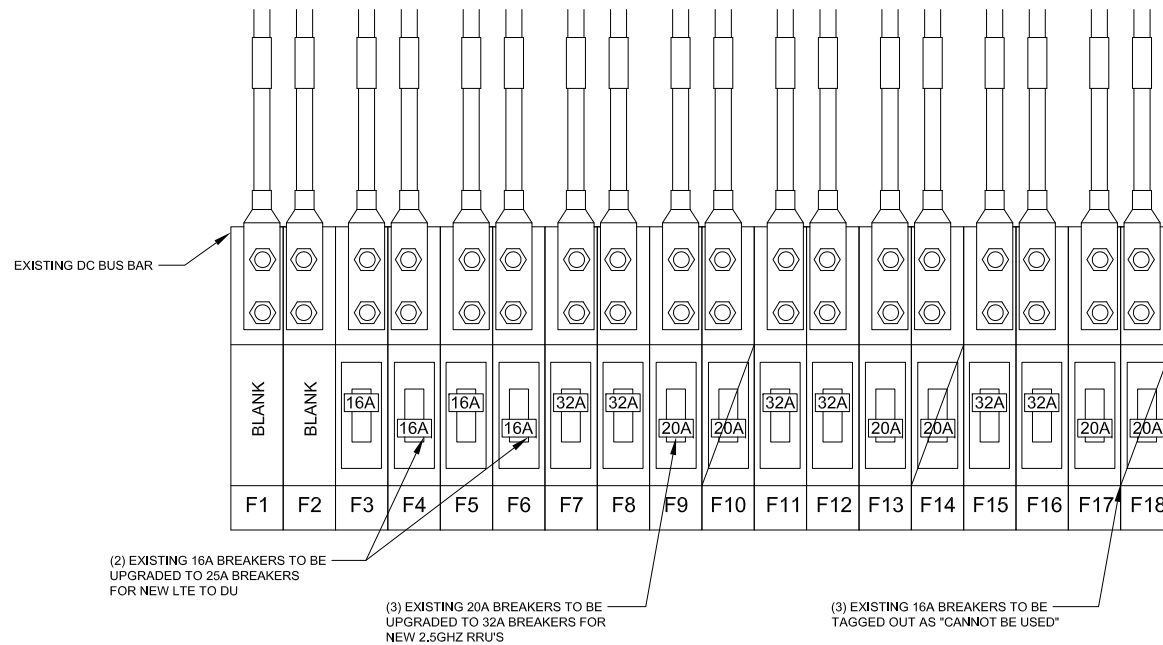 EXISTING DC BUS BAR
BLANK
BLANK
16A
16A
16A
16A
32A
32A
20A
20A
32A
32A
20A
20A
32A
32A
20A
20A
F1 F2 F3 F4 F5 F6 F7 F8 F9 F10 F11 F12 F13 F14 F15 F16 F17 F18
(2) EXISTING 16A BREAKERS TO BE
UPGRADED TO 25A BREAKERS
FOR NEW LTE TO DU
(3) EXISTING 20A BREAKERS TO BE
UPGRADED TO 32A BREAKERS FOR
NEW 2.5GHZ RRU'S
(3) EXISTING 16A BREAKERS TO BE
TAGGED OUT AS "CANNOT BE USED"